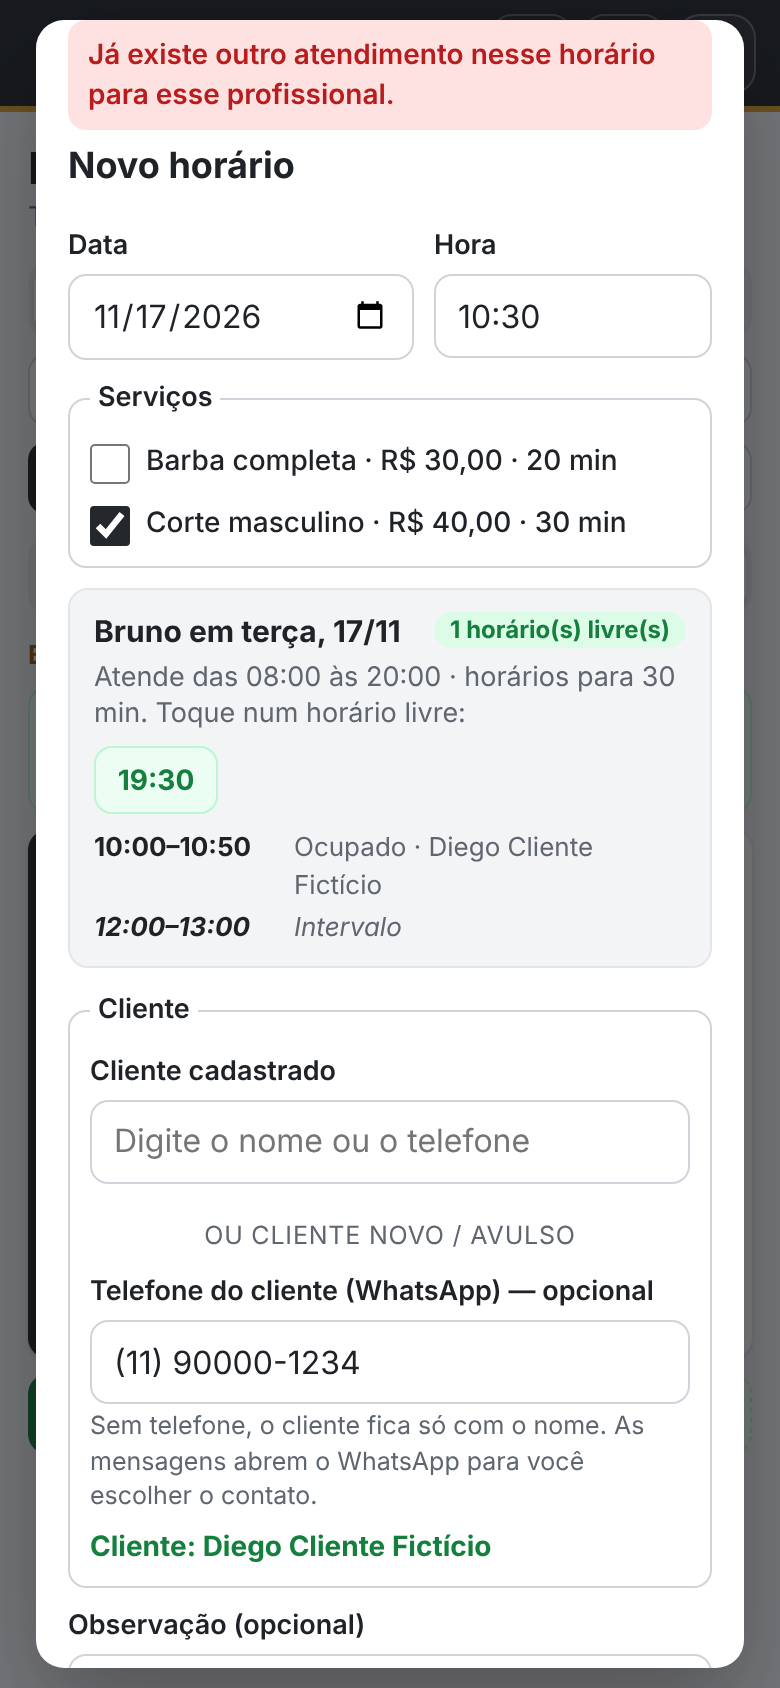 Já existe outro atendimento nesse horário
para esse profissional.
Novo horário
Data
Hora
11/17/2026
10:30
Serviços
Barba completa · R$ 30,00 · 20 min
Corte masculino · R$ 40,00 · 30 min
Bruno em terça, 17/11
1 horário(s) livre(s)
Atende das 08:00 às 20:00 · horários para 30
min. Toque num horário livre:
19:30
10:00–10:50
Ocupado · Diego Cliente
Fictício
12:00–13:00
Intervalo
Cliente
Cliente cadastrado
Digite o nome ou o telefone
OU CLIENTE NOVO / AVULSO
Telefone do cliente (WhatsApp) — opcional
(11) 90000-1234
Sem telefone, o cliente fica só com o nome. As
mensagens abrem o WhatsApp para você
escolher o contato.
Cliente: Diego Cliente Fictício
Observação (opcional)